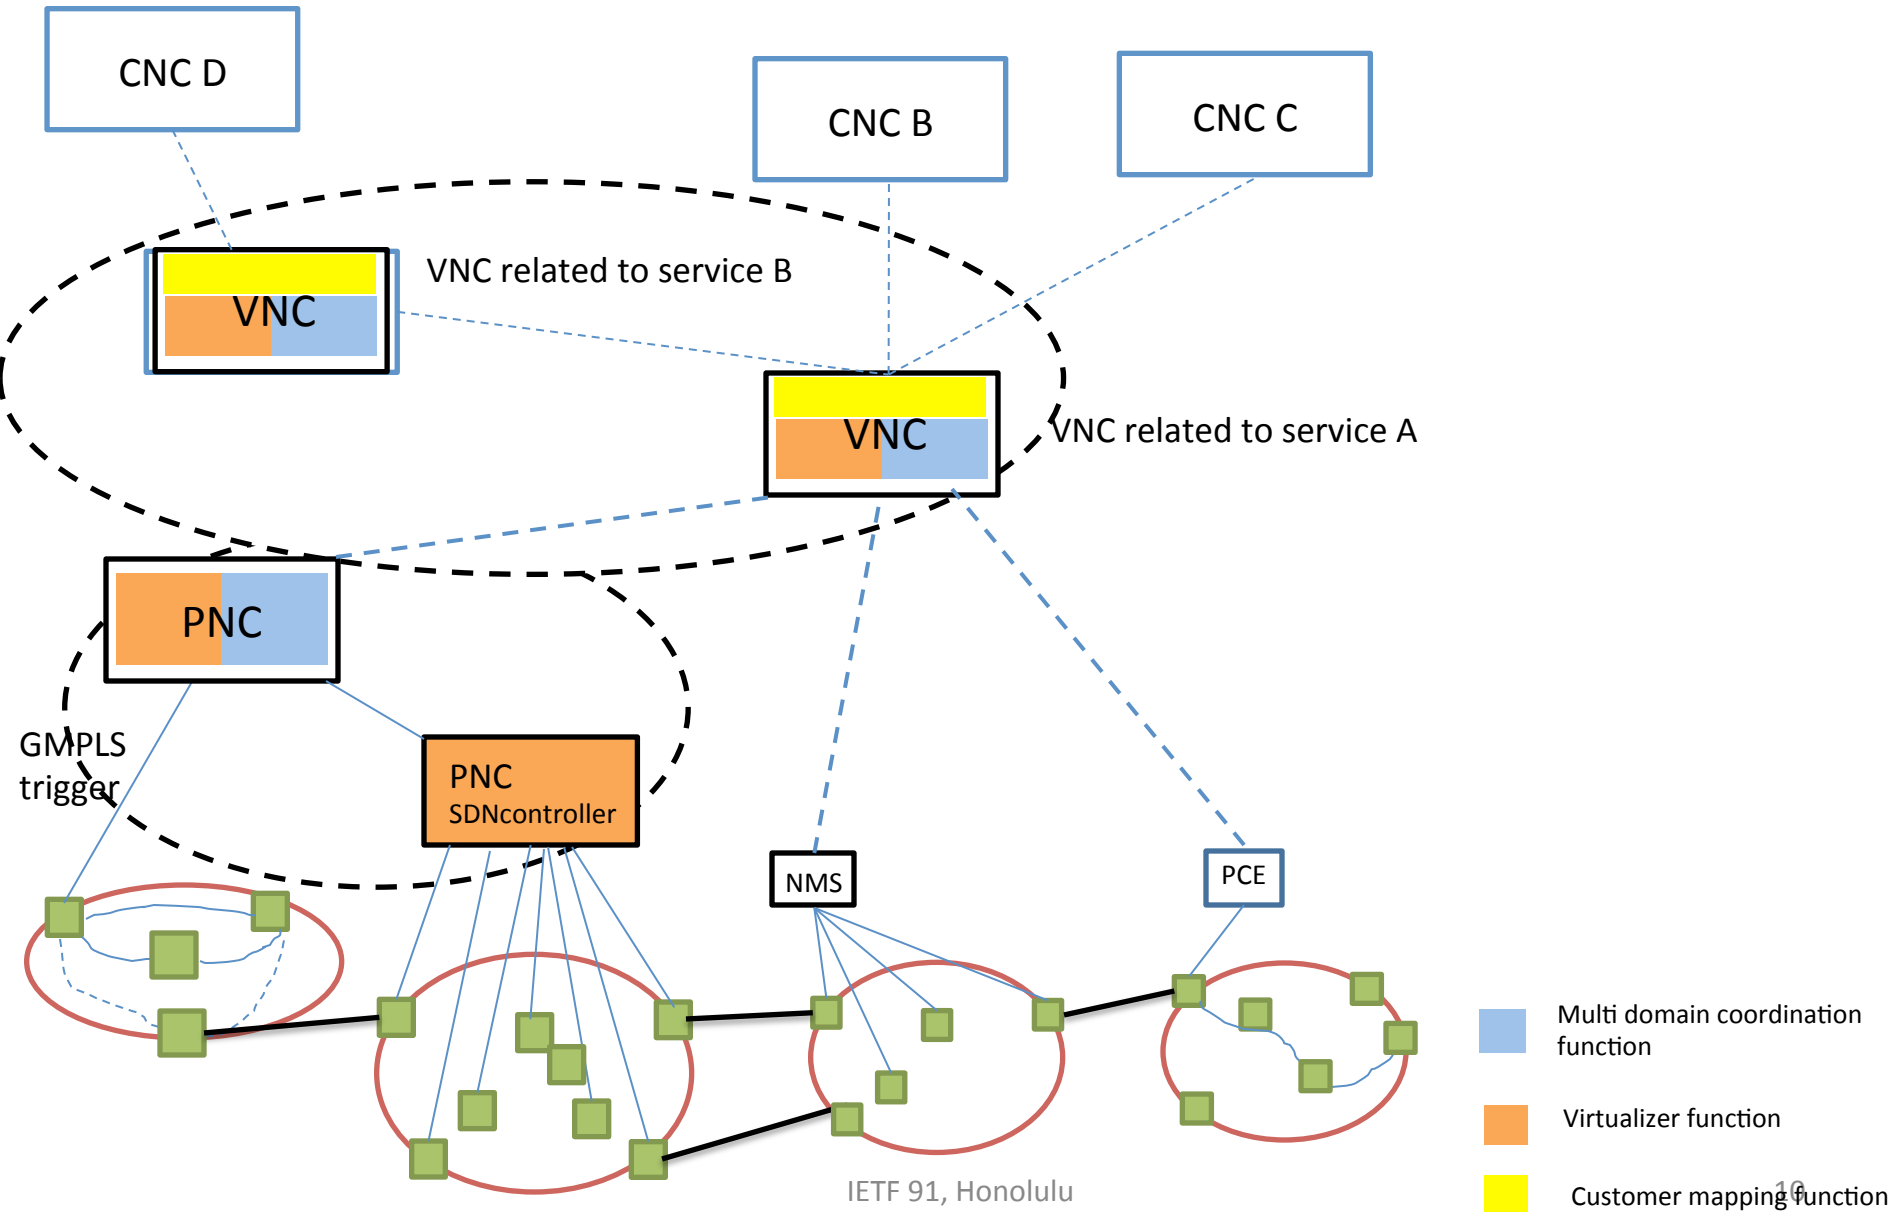 CNC D
CNC B
CNC C
VNC related to service B
VNC
VNC
VNC related to service A
PNC
GMPLS
trigger
PNC
SDNcontroller
NMS
PCE
Multi domain coordination
function
Virtualizer function
IETF 91, Honolulu
Customer mapping function
10